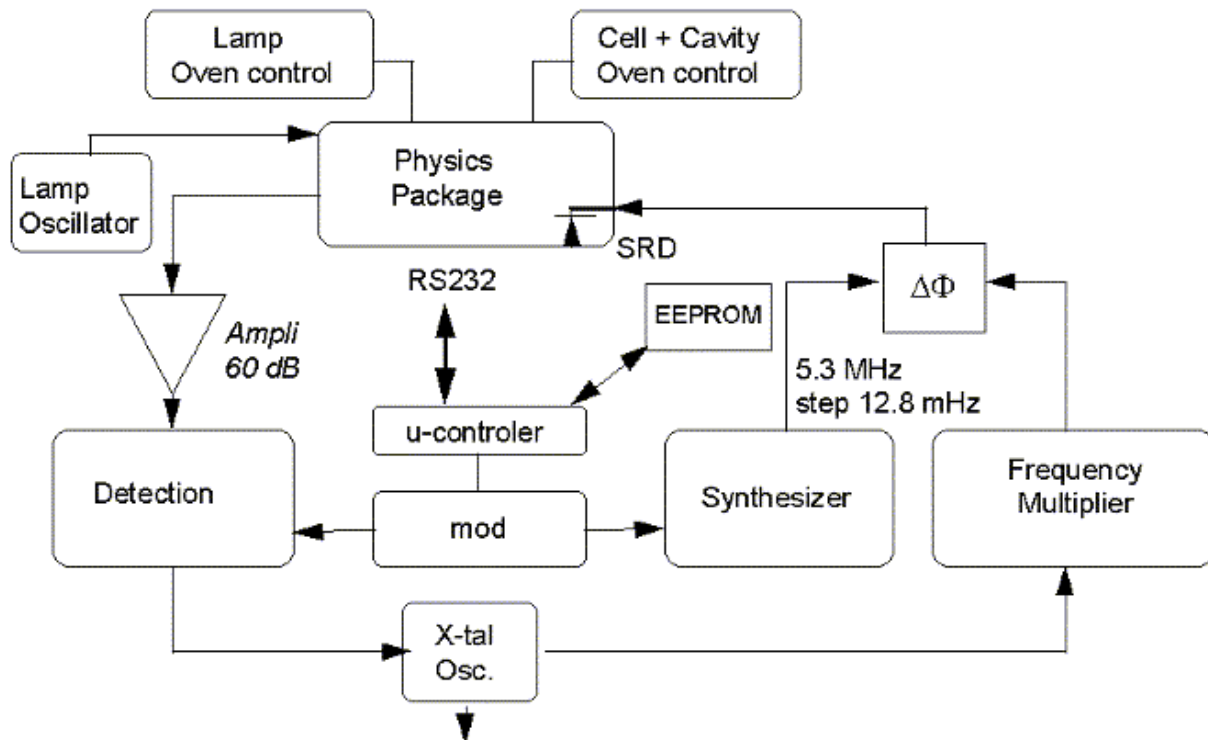 Lamp
Oven control
Cell + Cavity
Oven control
Physics
Package
Lamp
Oscillator
SRD
RS232
ΔΦ
EEPROM
Ampli
60 dB
5.3 MHz
step 12.8 mHz
u-controler
Detection
mod
Synthesizer
Frequency
Multiplier
X-tal
Osc.